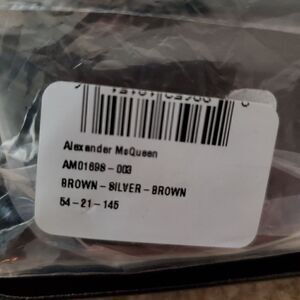 Alexander McQueen
AM0169S-003
BROWN-SILVER-BROWN
54-21-145